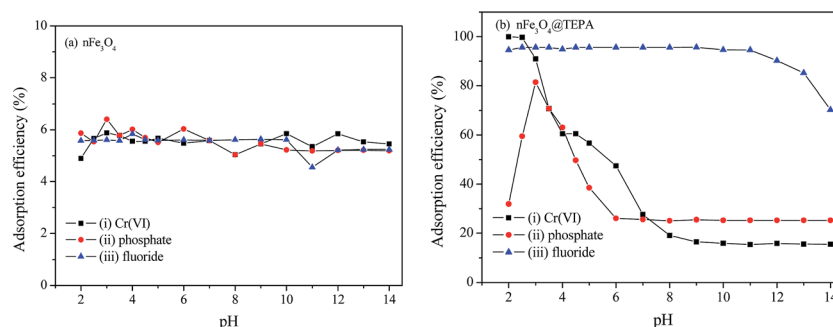 (a) nFe₃O₄
Adsorption efficiency (%)
10
8
6
4
2
0
(i) Cr(VI)
(ii) phosphate
(iii) fluoride
2 4 6 8 10 12 14
pH
(b) nFe₃O₄@TEPA
Adsorption efficiency (%)
100
80
60
40
20
0
(i) Cr(VI)
(ii) phosphate
(iii) fluoride
2 4 6 8 10 12 14
pH